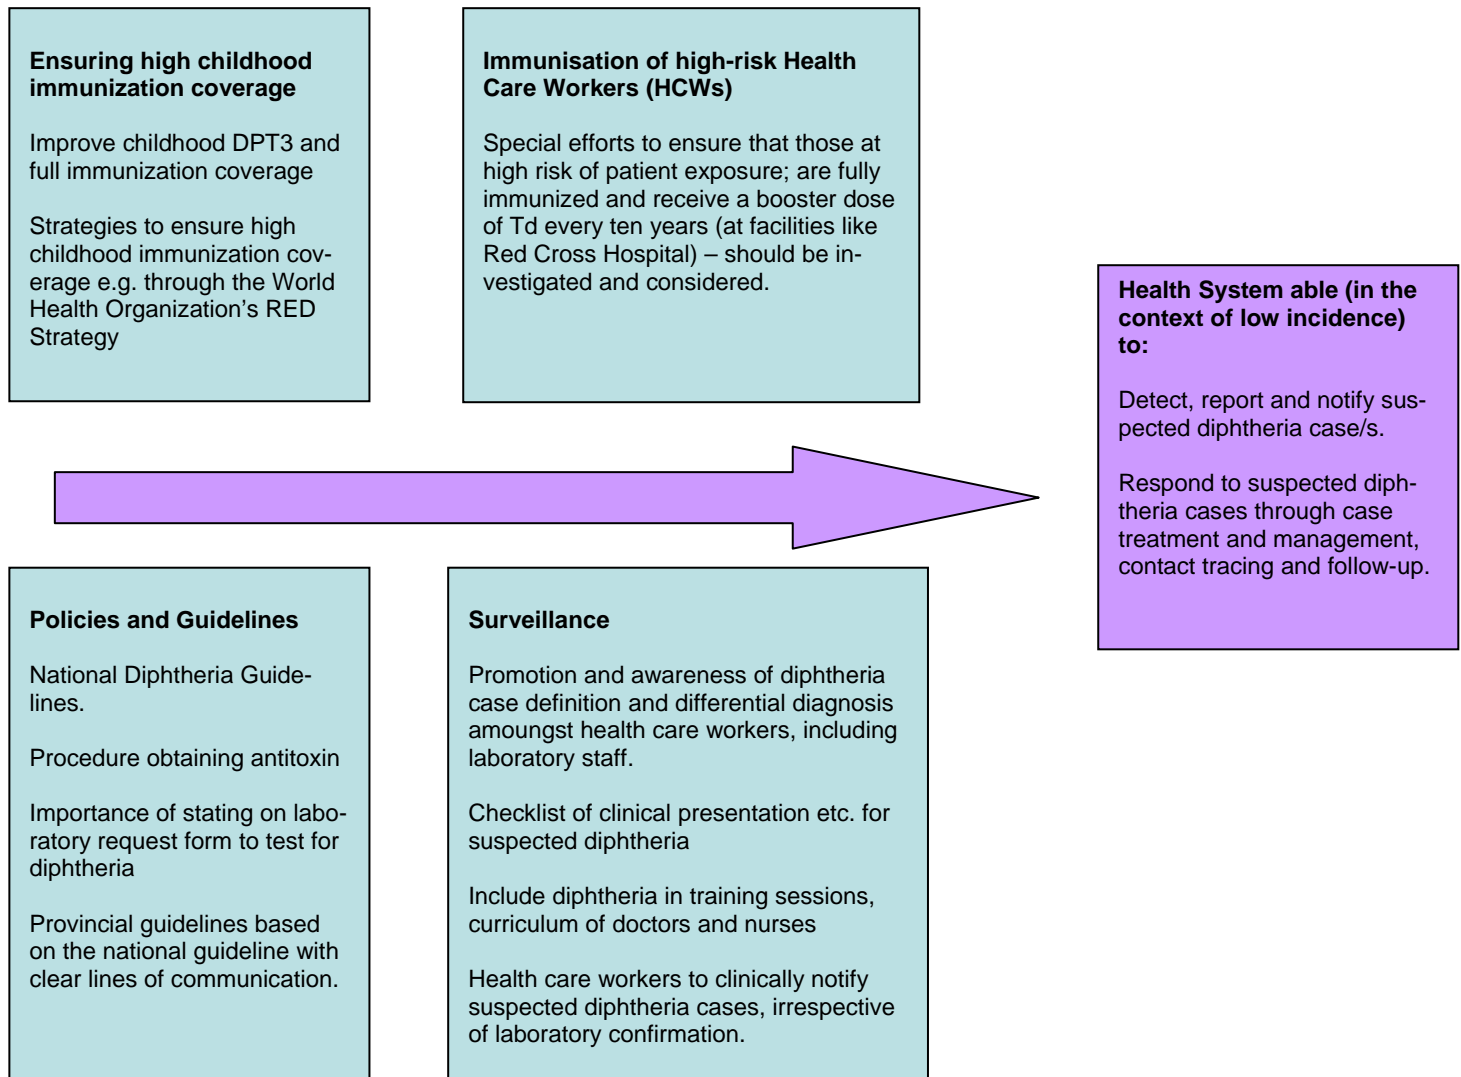 Ensuring high childhood
immunization coverage
Improve childhood DPT3 and
full immunization coverage
Strategies to ensure high
childhood immunization cov-
erage e.g. through the World
Health Organization’s RED
Strategy
Immunisation of high-risk Health
Care Workers (HCWs)
Special efforts to ensure that those at
high risk of patient exposure; are fully
immunized and receive a booster dose
of Td every ten years (at facilities like
Red Cross Hospital) – should be in-
vestigated and considered.
Health System able (in the
context of low incidence)
to:
Detect, report and notify sus-
pected diphtheria case/s.
Respond to suspected diph-
theria cases through case
treatment and management,
contact tracing and follow-up.
Policies and Guidelines
National Diphtheria Guide-
lines.
Procedure obtaining antitoxin
Importance of stating on labo-
ratory request form to test for
diphtheria
Provincial guidelines based
on the national guideline with
clear lines of communication.
Surveillance
Promotion and awareness of diphtheria
case definition and differential diagnosis
amoungst health care workers, including
laboratory staff.
Checklist of clinical presentation etc. for
suspected diphtheria
Include diphtheria in training sessions,
curriculum of doctors and nurses
Health care workers to clinically notify
suspected diphtheria cases, irrespective
of laboratory confirmation.